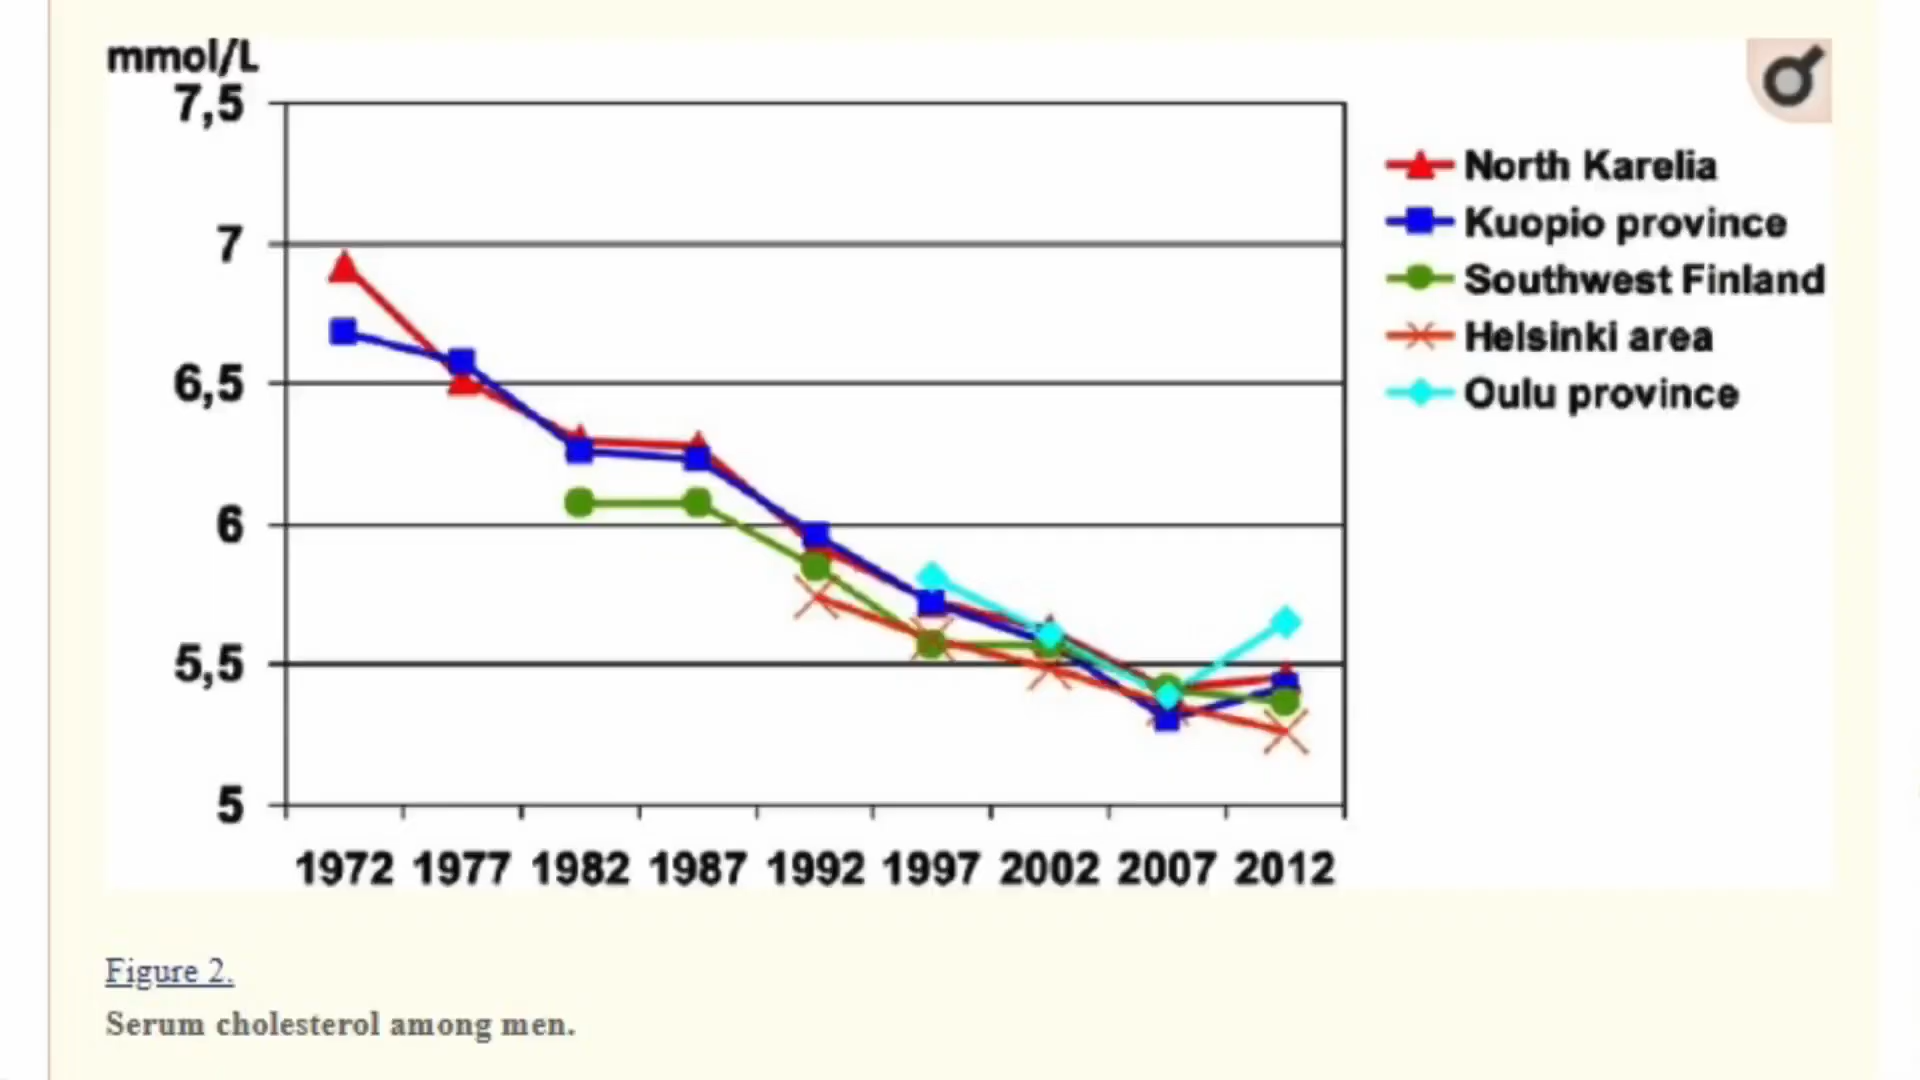 mmol/L
7,5
7
6,5
6
5,5
5
1972 1977 1982 1987 1992 1997 2002 2007 2012
North Karelia
Kuopio province
Southwest Finland
Helsinki area
Oulu province
Figure 2.
Serum cholesterol among men.